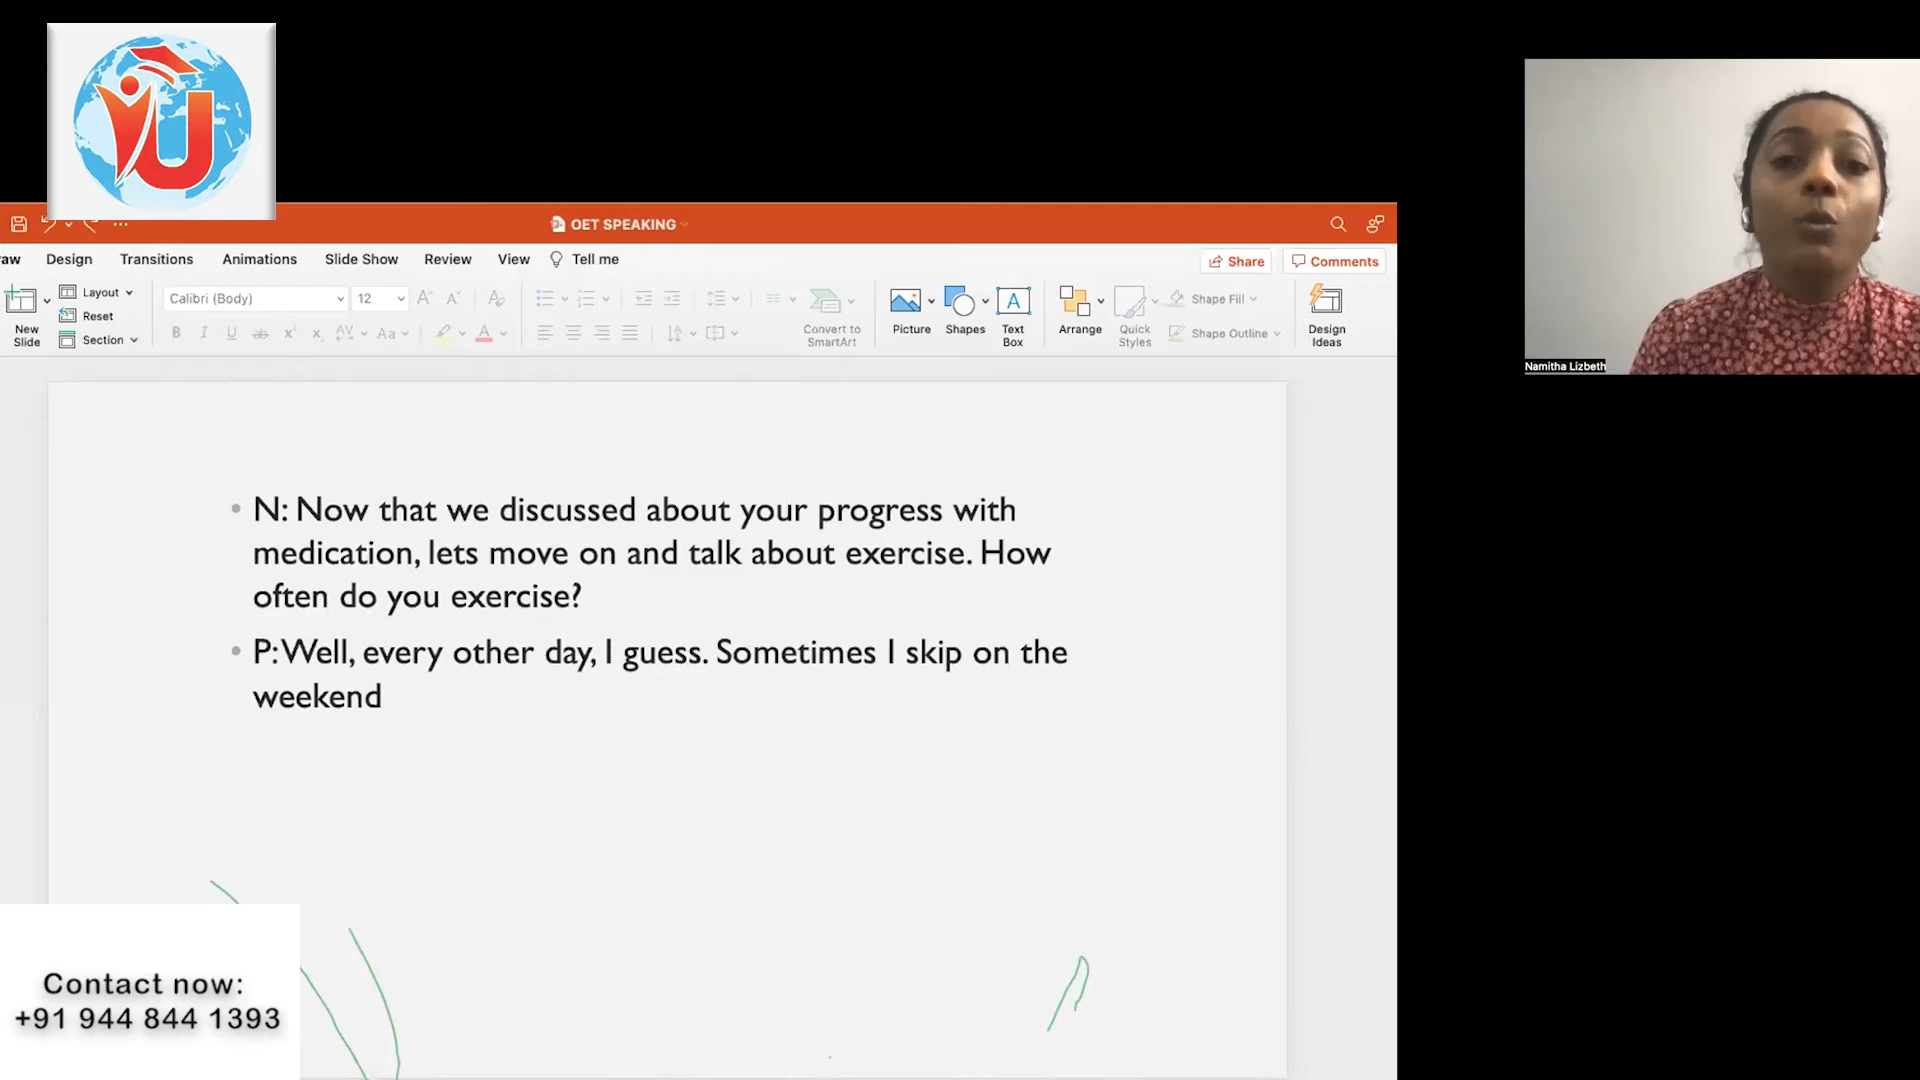 OET SPEAKING
aw Design Transitions Animations Slide Show Review View Tell me Share Comments
New Slide
Layout
Reset
Section
Calibri (Body) 12
Convert to SmartArt
Picture Shapes Text Box
Arrange Quick Styles
Shape Fill
Shape Outline
Design Ideas
Namitha Lizbeth
• N: Now that we discussed about your progress with
medication, lets move on and talk about exercise. How
often do you exercise?
• P: Well, every other day, I guess. Sometimes I skip on the
weekend
Contact now:
+91 944 844 1393